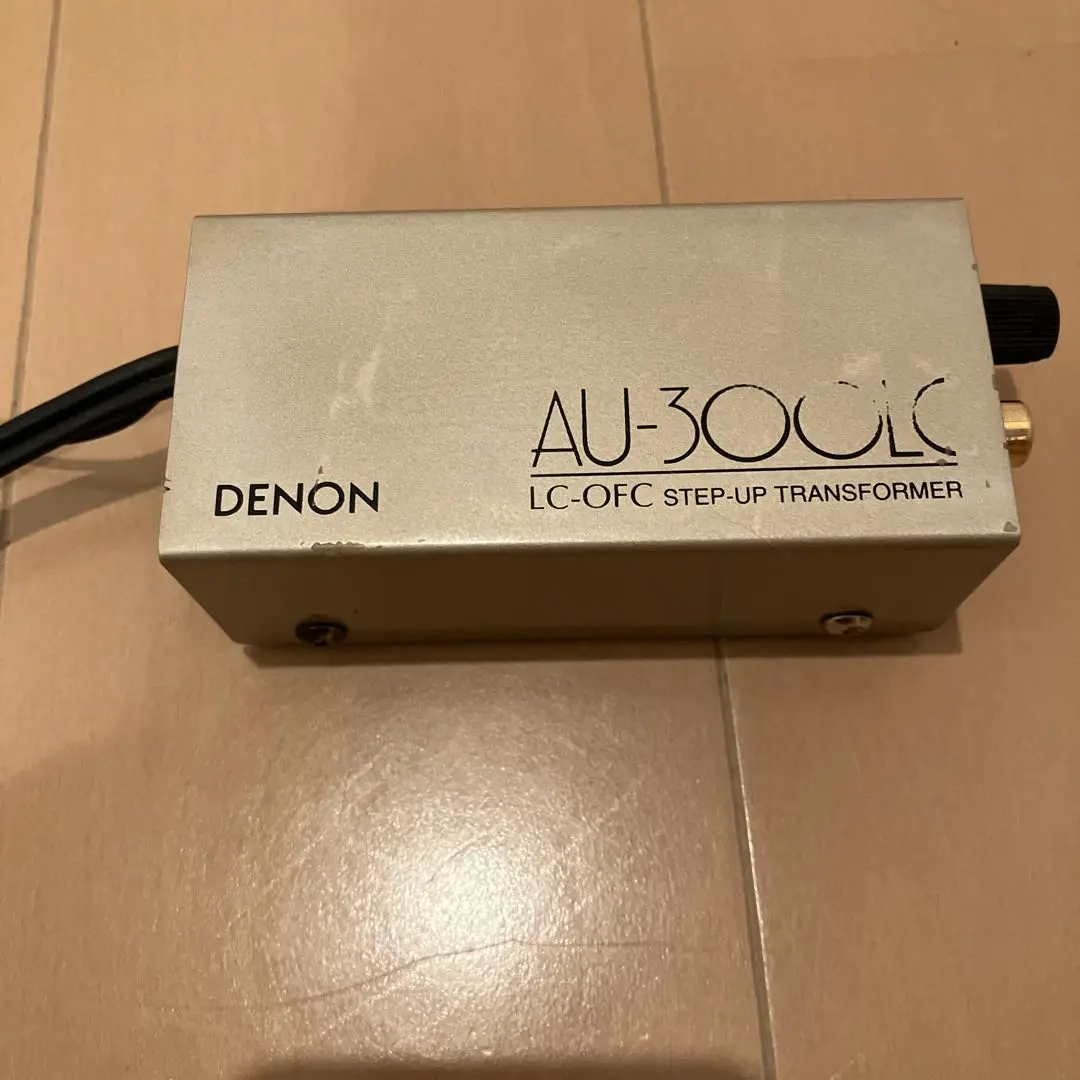 AU-300LC
DENON
LC-OFC STEP-UP TRANSFORMER